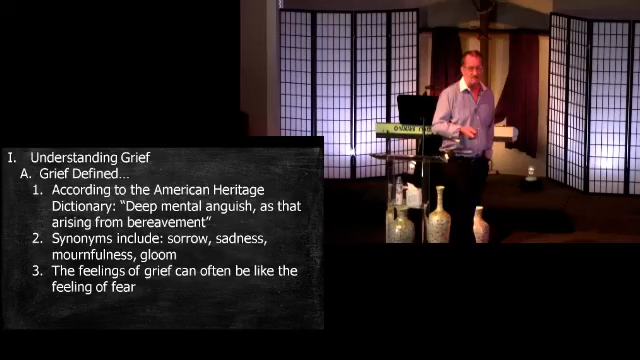 I. Understanding Grief
A. Grief Defined…
1. According to the American Heritage
Dictionary: “Deep mental anguish, as that
arising from bereavement”
2. Synonyms include: sorrow, sadness,
mournfulness, gloom
3. The feelings of grief can often be like the
feeling of fear
YAMAHA